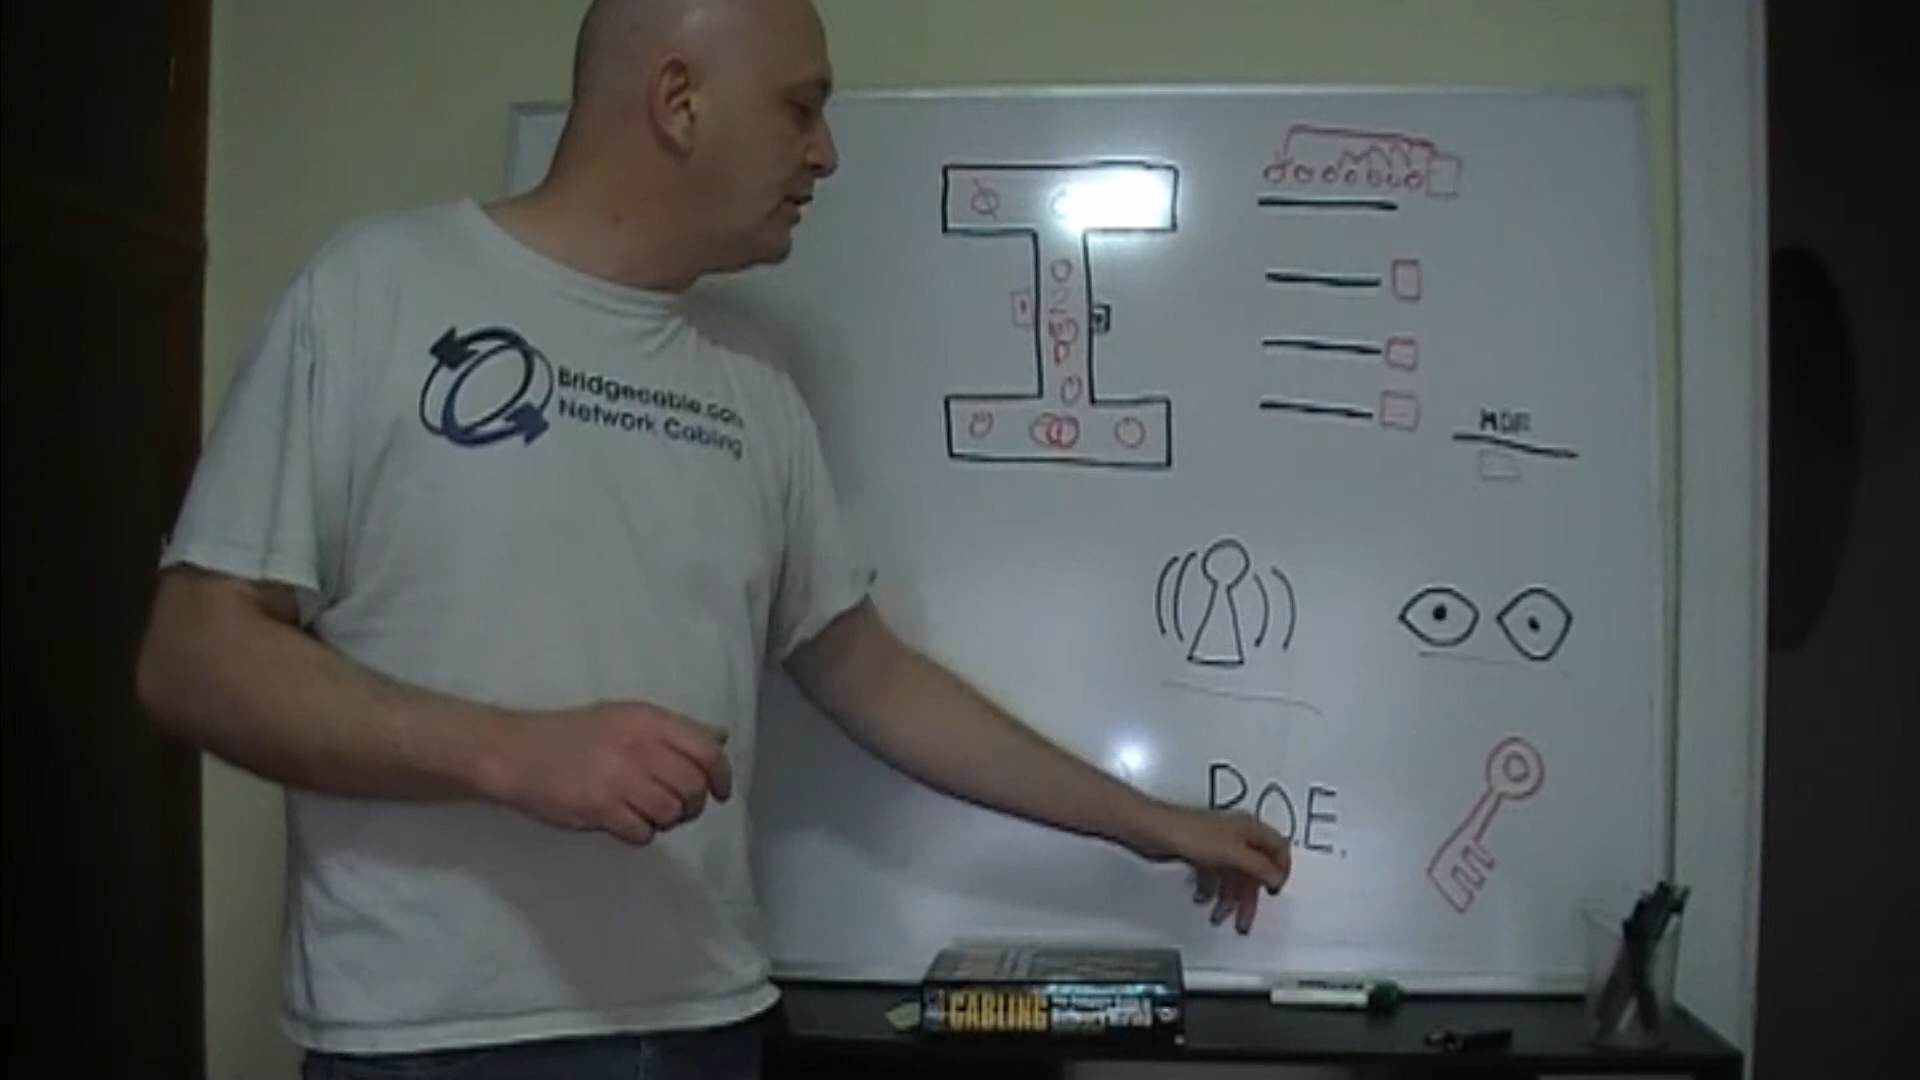 Bridgecable.com
Network Cabling
MDF
P.O.E.
CABLING